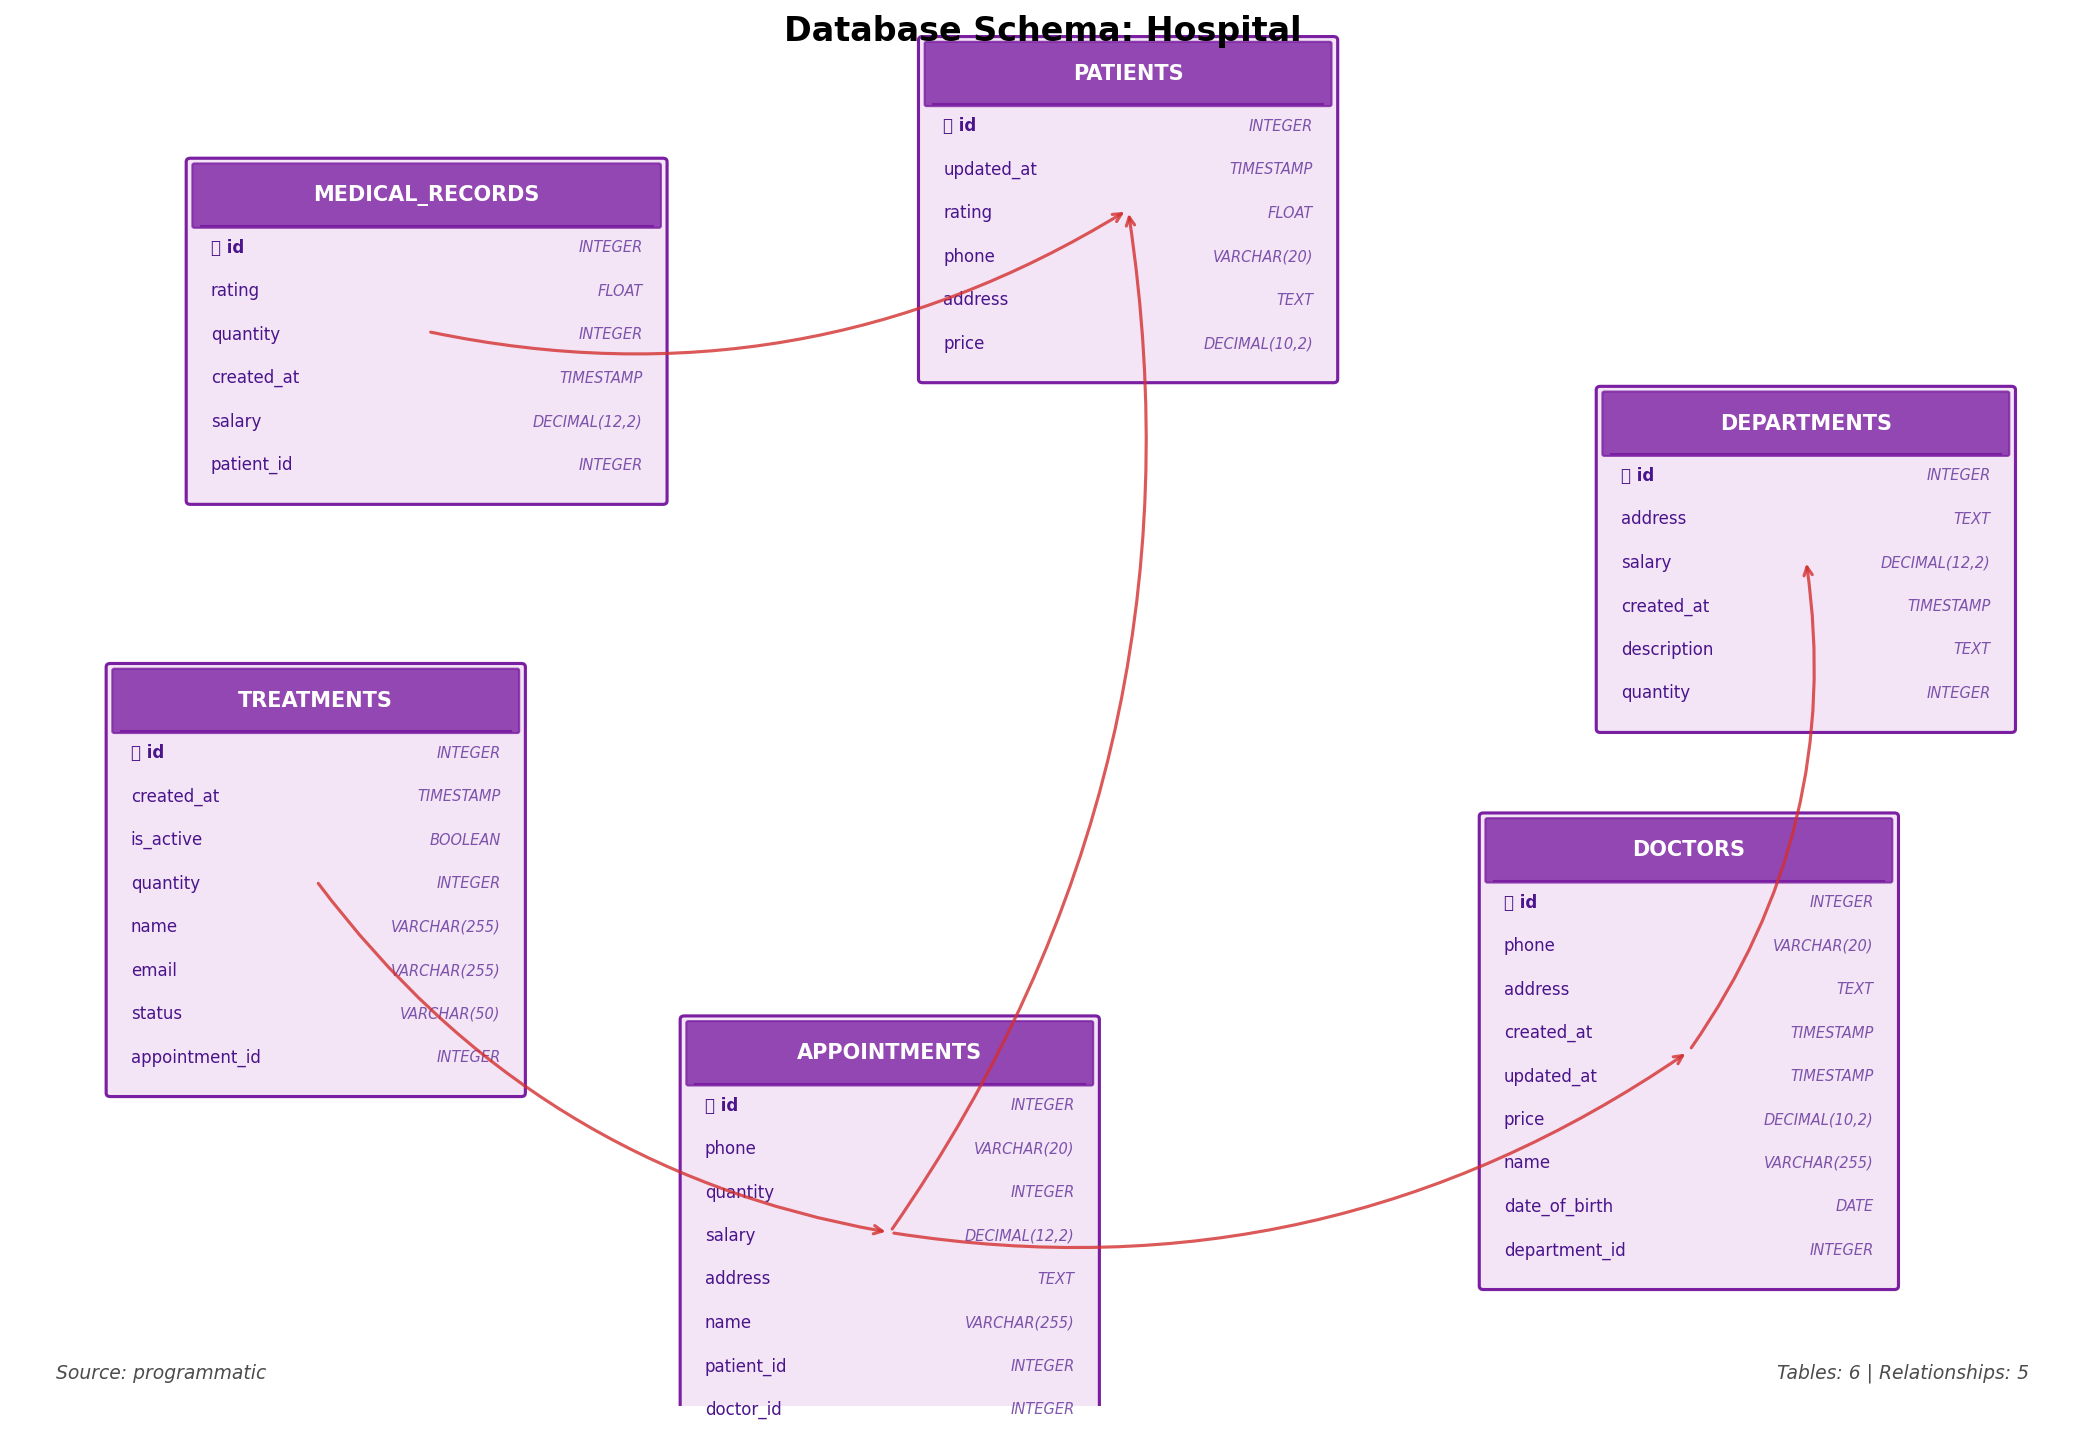 Database Schema: Hospital
PATIENTS
id INTEGER
updated_at TIMESTAMP
rating FLOAT
phone VARCHAR(20)
address TEXT
price DECIMAL(10,2)
MEDICAL_RECORDS
id INTEGER
rating FLOAT
quantity INTEGER
created_at TIMESTAMP
salary DECIMAL(12,2)
patient_id INTEGER
DEPARTMENTS
id INTEGER
address TEXT
salary DECIMAL(12,2)
created_at TIMESTAMP
description TEXT
quantity INTEGER
TREATMENTS
id INTEGER
created_at TIMESTAMP
is_active BOOLEAN
quantity INTEGER
name VARCHAR(255)
email VARCHAR(255)
status VARCHAR(50)
appointment_id INTEGER
DOCTORS
id INTEGER
phone VARCHAR(20)
address TEXT
created_at TIMESTAMP
updated_at TIMESTAMP
price DECIMAL(10,2)
name VARCHAR(255)
date_of_birth DATE
department_id INTEGER
APPOINTMENTS
id INTEGER
phone VARCHAR(20)
quantity INTEGER
salary DECIMAL(12,2)
address TEXT
name VARCHAR(255)
patient_id INTEGER
doctor_id INTEGER
Source: programmatic
Tables: 6 | Relationships: 5